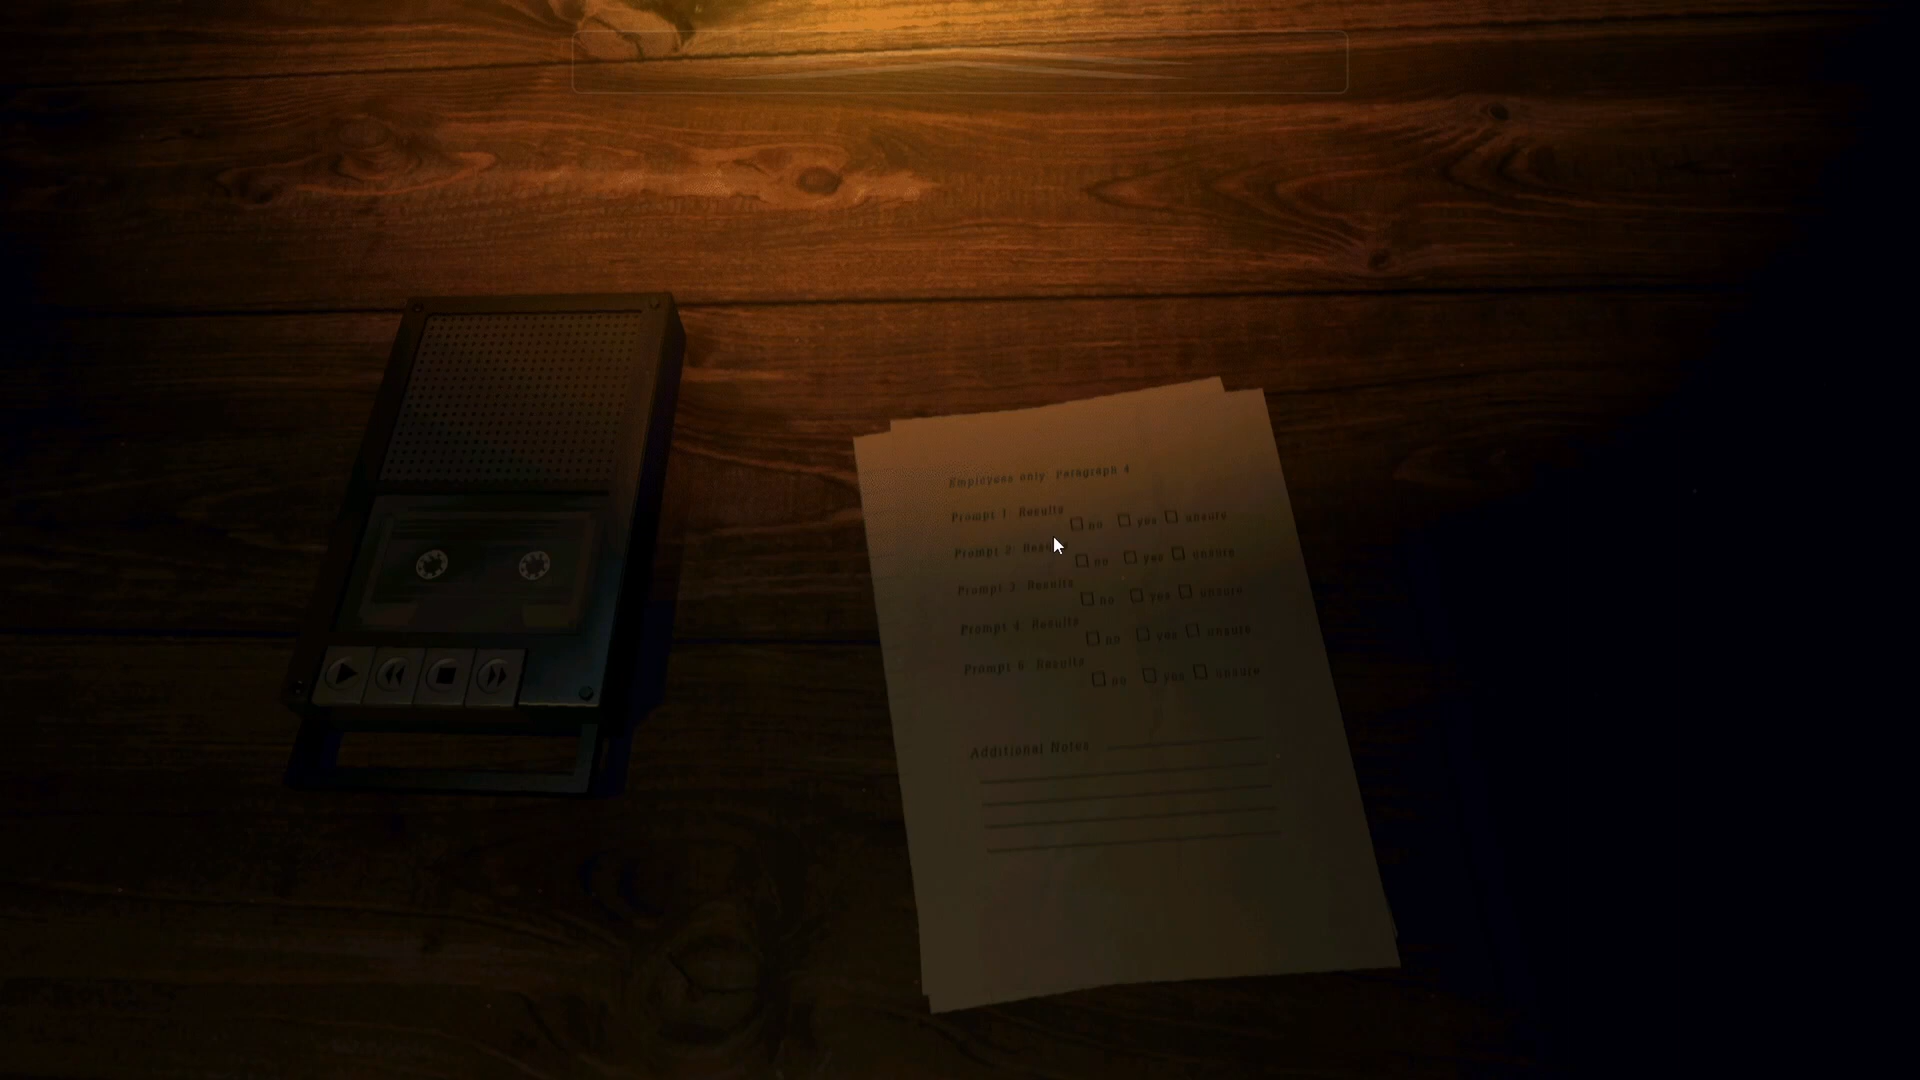 Employees only Paragraph 4
Prompt 1 Results
no yes unsure
Prompt 2 Results
no yes unsure
Prompt 3 Results
no yes unsure
Prompt 4 Results
no yes unsure
Prompt 5 Results
no yes unsure
Additional Notes